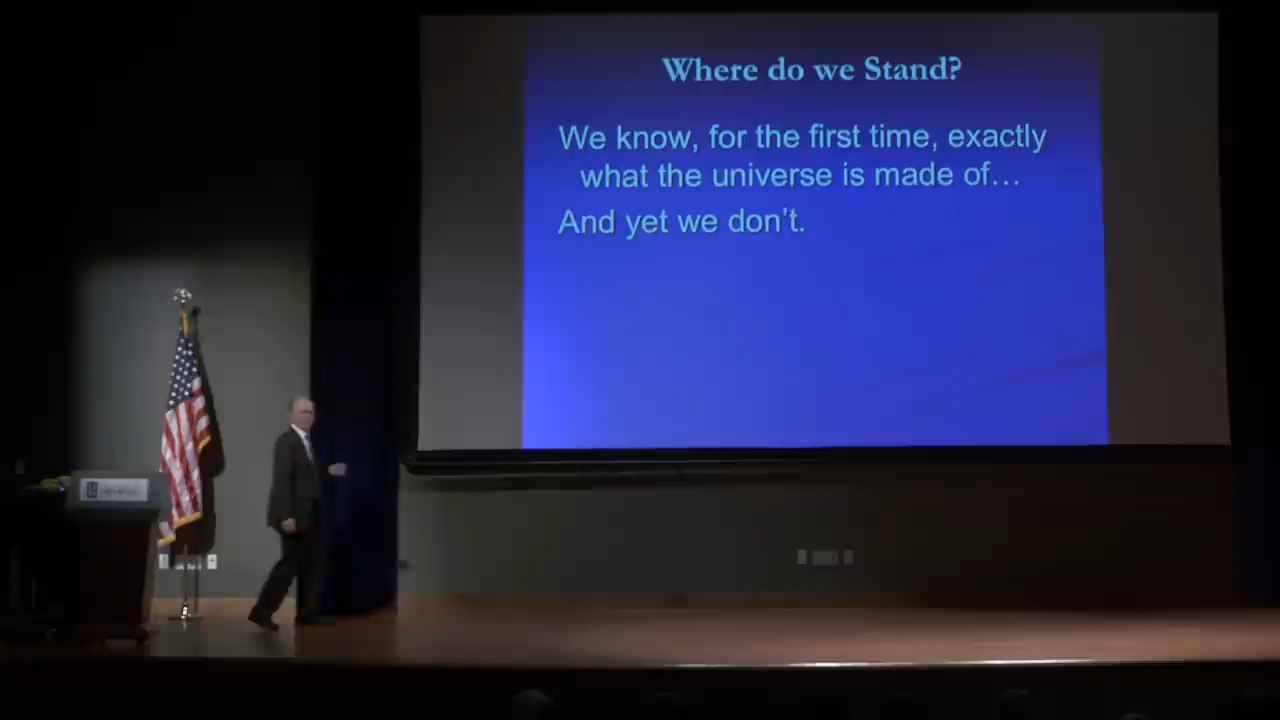 Where do we Stand?
We know, for the first time, exactly
what the universe is made of…
And yet we don't.